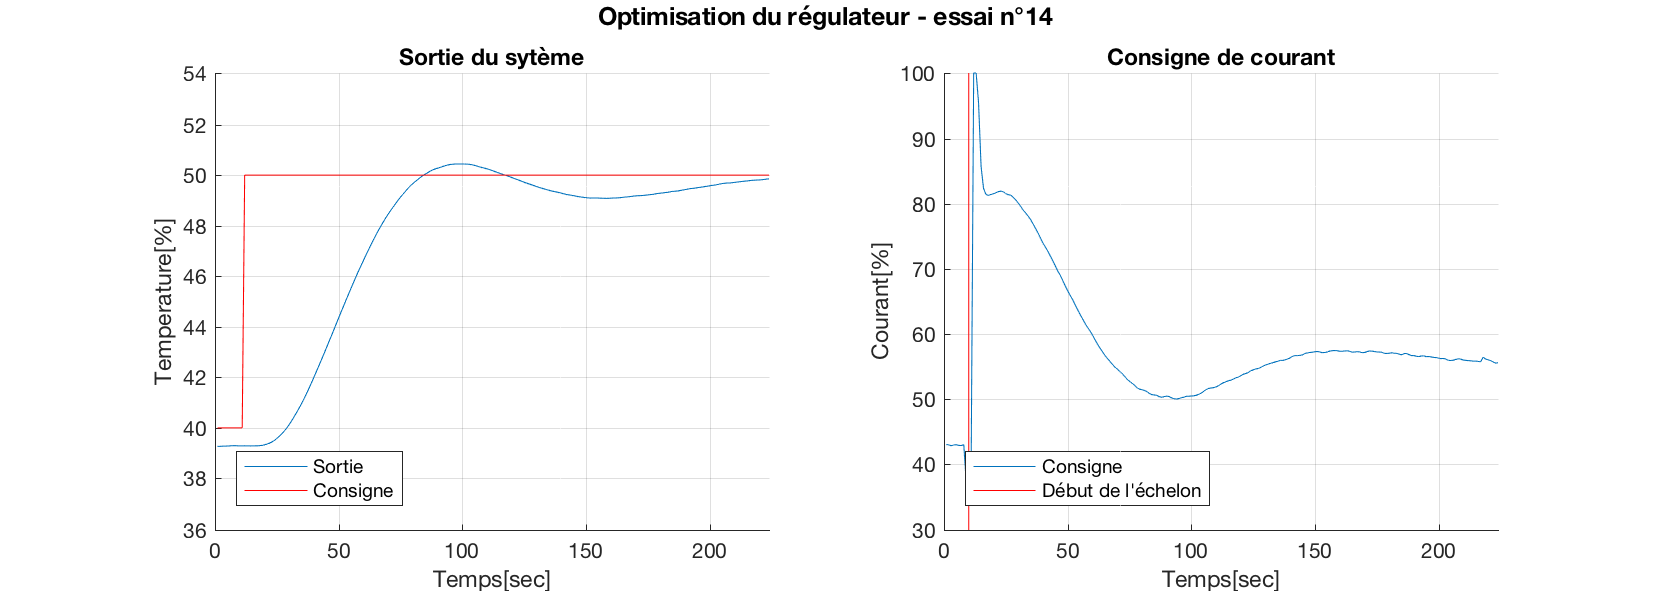 Optimisation du régulateur - essai n°14
Sortie du sytème
54
52
50
48
46
44
42
40
38
36
0
50
100
150
200
Temperature[%]
Temps[sec]
Sortie
Consigne
Consigne de courant
100
90
80
70
60
50
40
30
0
50
100
150
200
Courant[%]
Temps[sec]
Consigne
Début de l'échelon